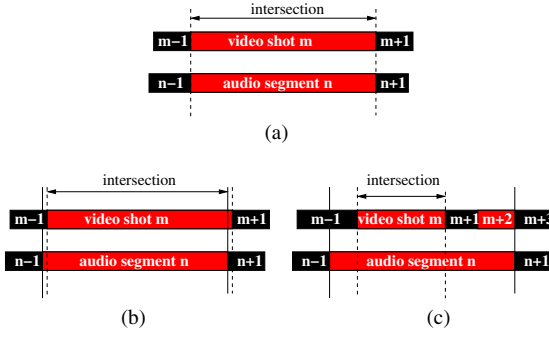 intersection
m−1 video shot m m+1
n−1 audio segment n n+1
(a)
intersection
m−1 video shot m m+1
n−1 audio segment n n+1
(b)
intersection
m−1 video shot m m+1 m+2 m+3
n−1 audio segment n n+1
(c)